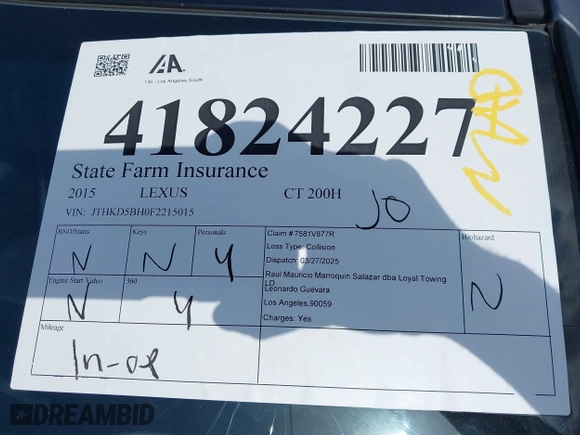 IAA.
130 - Los Angeles South
41824227
State Farm Insurance
2015 LEXUS CT 200H
VIN: JTHKD5BH0F2215015
JO
RND/Starts Keys Personals
N N Y
Claim # 7581V877R
Loss Type: Collision
Dispatch: 03/27/2025
Raul Mauricio Marroquin Salazar dba Loyal Towing
LD
Leonardo Guevara
Los Angeles,90059
Charges: Yes
Biohazard
N
Engine Start Video 360
N Y
Mileage
In-op
DREAMBID